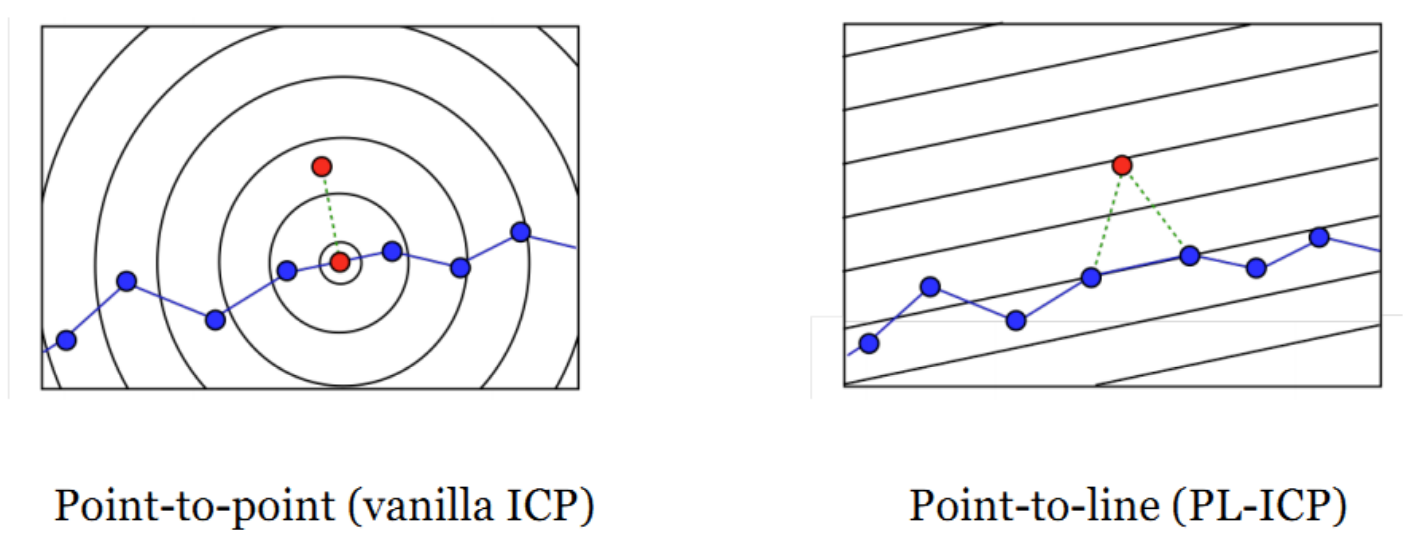 Point-to-point (vanilla ICP)
Point-to-line (PL-ICP)